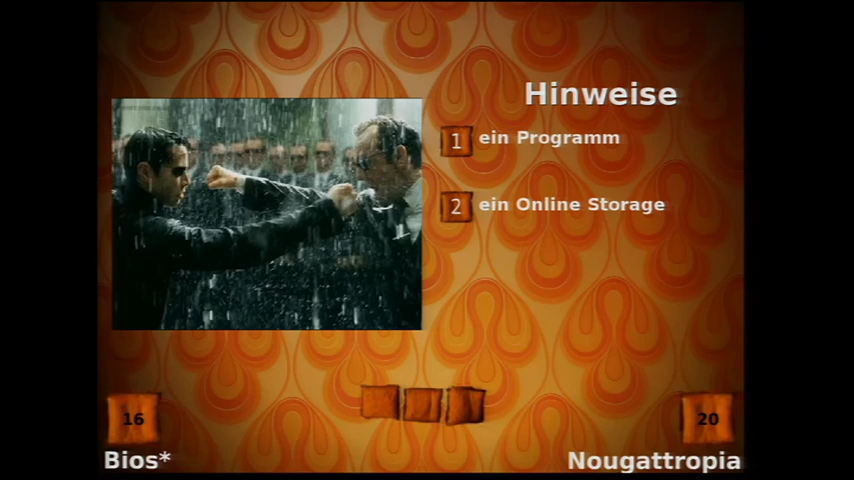 Hinweise
1 ein Programm
2 ein Online Storage
16
20
Bios*
Nougattropia